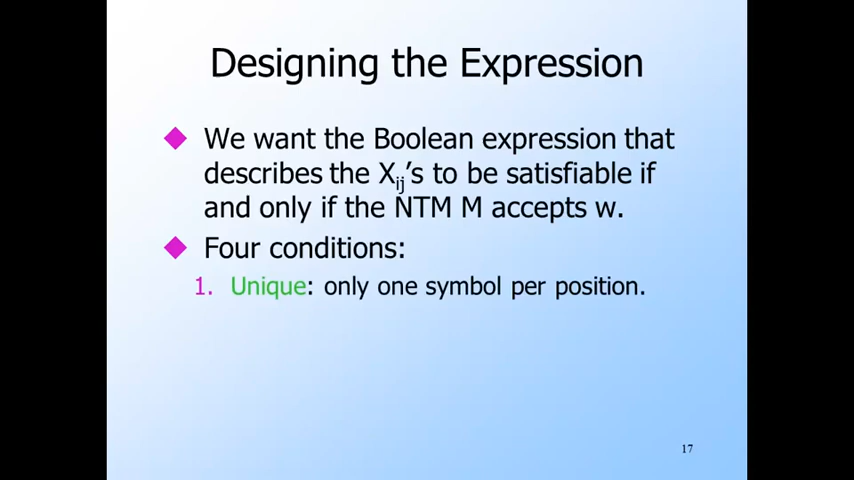 Designing the Expression
We want the Boolean expression that
describes the Xij's to be satisfiable if
and only if the NTM M accepts w.
Four conditions:
1. Unique: only one symbol per position.
17